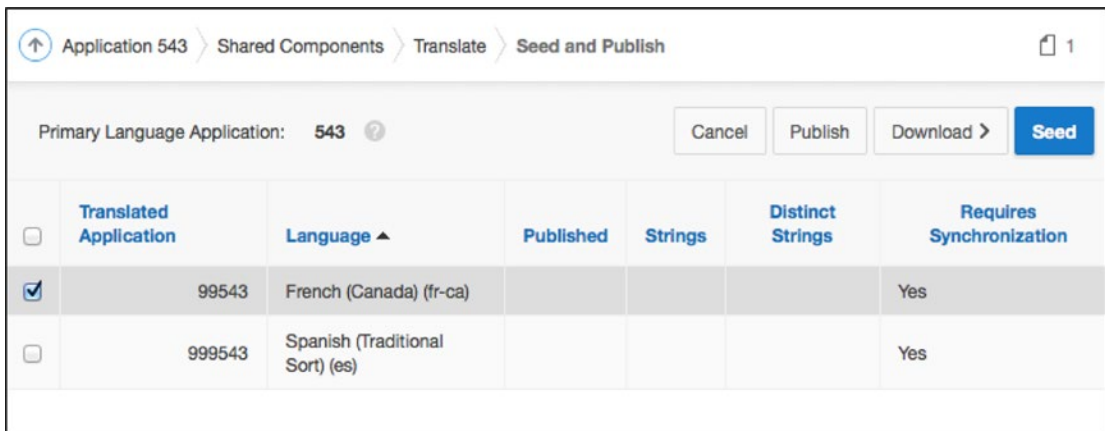 Application 543 Shared Components Translate Seed and Publish 1
Primary Language Application: 543 ? Cancel Publish Download > Seed
Translated Application Language Published Strings Distinct Strings Requires Synchronization
99543 French (Canada) (fr-ca) Yes
999543 Spanish (Traditional Sort) (es) Yes